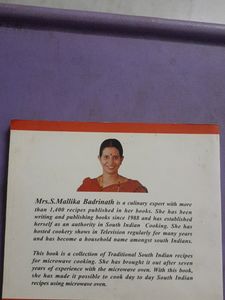 Mrs.S.Mallika Badrinath is a culinary expert with more
than 1,400 recipes published in her books. She has been
writing and publishing books since 1988 and has established
herself as an authority in South Indian Cooking. She has
hosted cookery shows in Television regularly for many years
and has become a household name amongst south Indians.
This book is a collection of Traditional South Indian recipes
for microwave cooking. She has brought it out after seven
years of experience with the microwave oven. With this book,
she has made it possible to cook day to day South Indian
recipes using microwave oven.